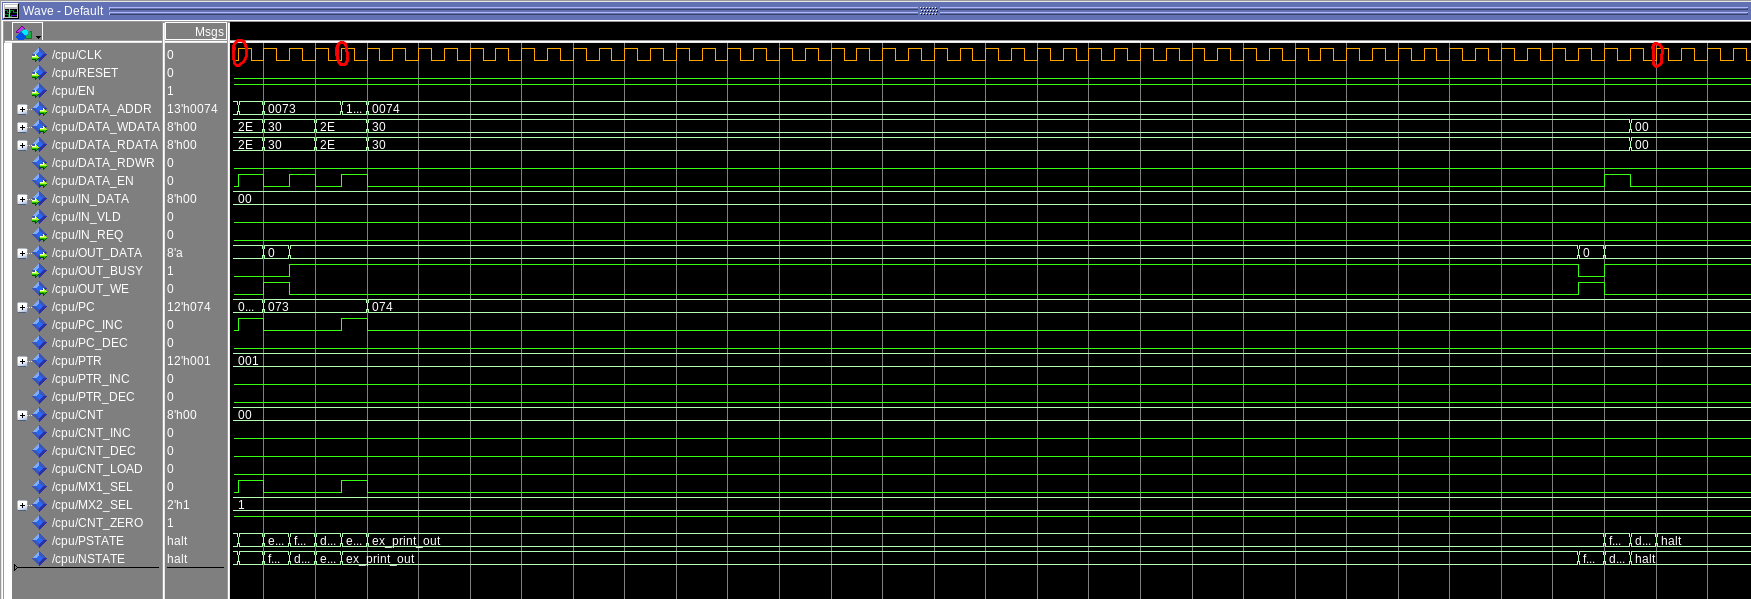 Wave - Default
Msgs
/cpu/CLK 0
/cpu/RESET 0
/cpu/EN 1
/cpu/DATA_ADDR 13'h0074 0073 1... 0074
/cpu/DATA_WDATA 8'h00 2E 30 2E 30 00
/cpu/DATA_RDATA 8'h00 2E 30 2E 30 00
/cpu/DATA_RDWR 0
/cpu/DATA_EN 0
/cpu/IN_DATA 8'h00 00
/cpu/IN_VLD 0
/cpu/IN_REQ 0
/cpu/OUT_DATA 8'a 0 0
/cpu/OUT_BUSY 1
/cpu/OUT_WE 0
/cpu/PC 12'h074 0... 073 074
/cpu/PC_INC 0
/cpu/PC_DEC 0
/cpu/PTR 12'h001 001
/cpu/PTR_INC 0
/cpu/PTR_DEC 0
/cpu/CNT 8'h00 00
/cpu/CNT_INC 0
/cpu/CNT_DEC 0
/cpu/CNT_LOAD 0
/cpu/MX1_SEL 0
/cpu/MX2_SEL 2'h1 1
/cpu/CNT_ZERO 1
/cpu/PSTATE halt e... f... d... e... ex_print_out f... d... halt
/cpu/NSTATE halt f... d... e... ex_print_out f... d... halt